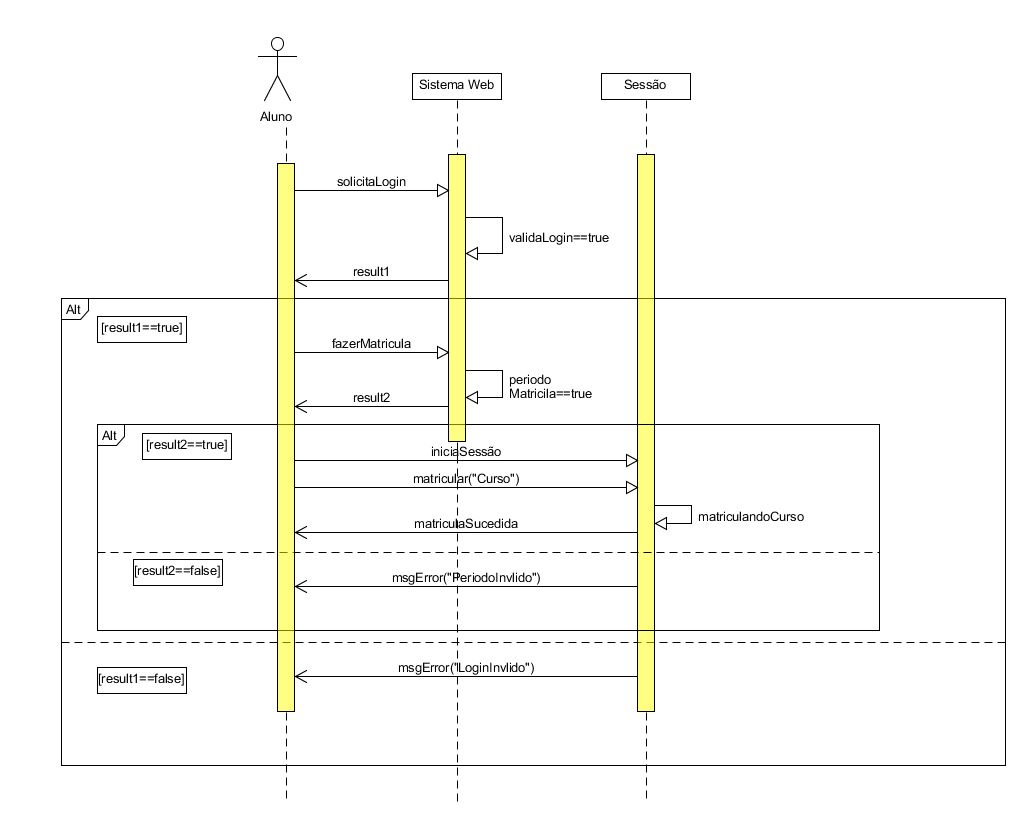 Aluno
Sistema Web
Sessão
solicitaLogin
validaLogin==true
result1
Alt
[result1==true]
fazerMatricula
periodo
Matricila==true
result2
Alt
[result2==true]
iniciaSessão
matricular("Curso")
matriculandoCurso
matriculaSucedida
[result2==false]
msgError("PeriodoInvlido")
msgError("LoginInvlido")
[result1==false]